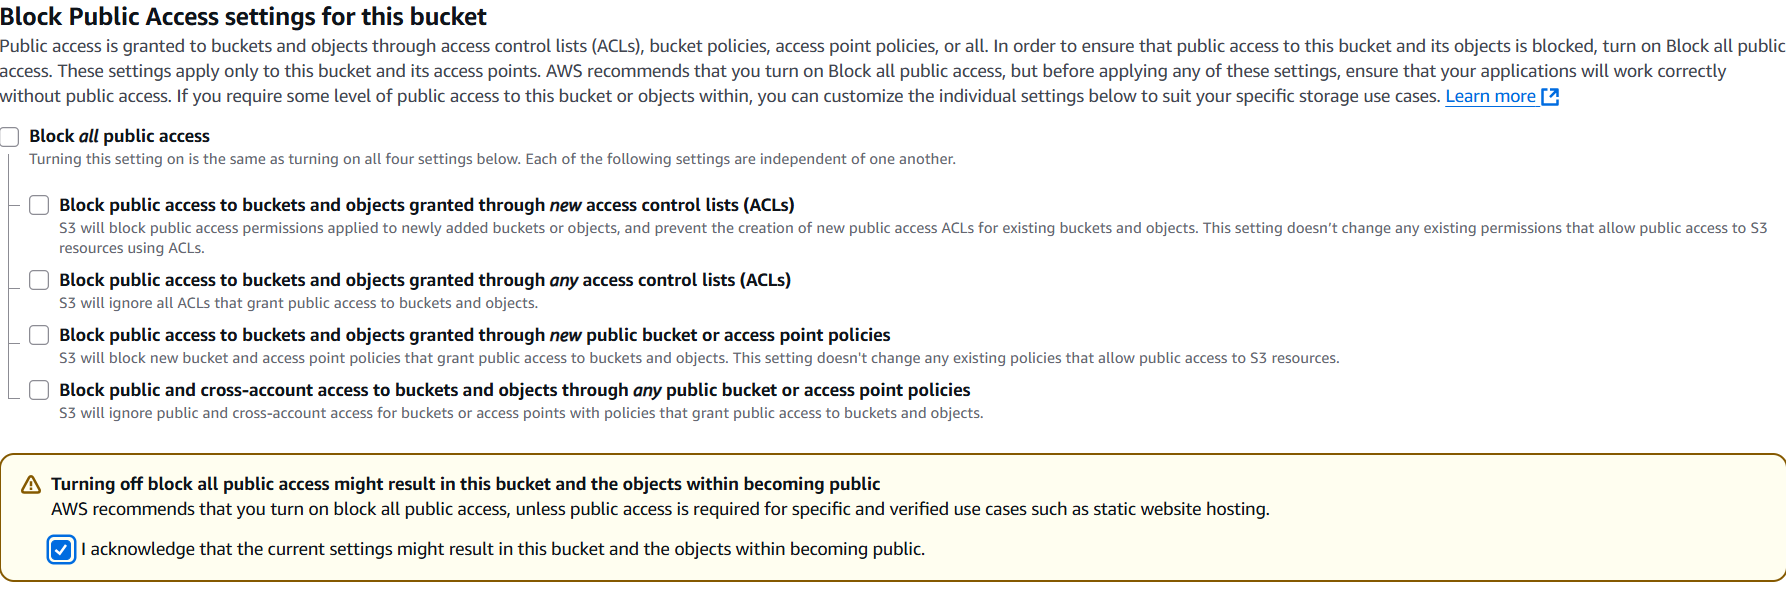 Block Public Access settings for this bucket
Public access is granted to buckets and objects through access control lists (ACLs), bucket policies, access point policies, or all. In order to ensure that public access to this bucket and its objects is blocked, turn on Block all public
access. These settings apply only to this bucket and its access points. AWS recommends that you turn on Block all public access, but before applying any of these settings, ensure that your applications will work correctly
without public access. If you require some level of public access to this bucket or objects within, you can customize the individual settings below to suit your specific storage use cases. Learn more
Block all public access
Turning this setting on is the same as turning on all four settings below. Each of the following settings are independent of one another.
Block public access to buckets and objects granted through new access control lists (ACLs)
S3 will block public access permissions applied to newly added buckets or objects, and prevent the creation of new public access ACLs for existing buckets and objects. This setting doesn’t change any existing permissions that allow public access to S3
resources using ACLs.
Block public access to buckets and objects granted through any access control lists (ACLs)
S3 will ignore all ACLs that grant public access to buckets and objects.
Block public access to buckets and objects granted through new public bucket or access point policies
S3 will block new bucket and access point policies that grant public access to buckets and objects. This setting doesn't change any existing policies that allow public access to S3 resources.
Block public and cross-account access to buckets and objects through any public bucket or access point policies
S3 will ignore public and cross-account access for buckets or access points with policies that grant public access to buckets and objects.
Turning off block all public access might result in this bucket and the objects within becoming public
AWS recommends that you turn on block all public access, unless public access is required for specific and verified use cases such as static website hosting.
I acknowledge that the current settings might result in this bucket and the objects within becoming public.